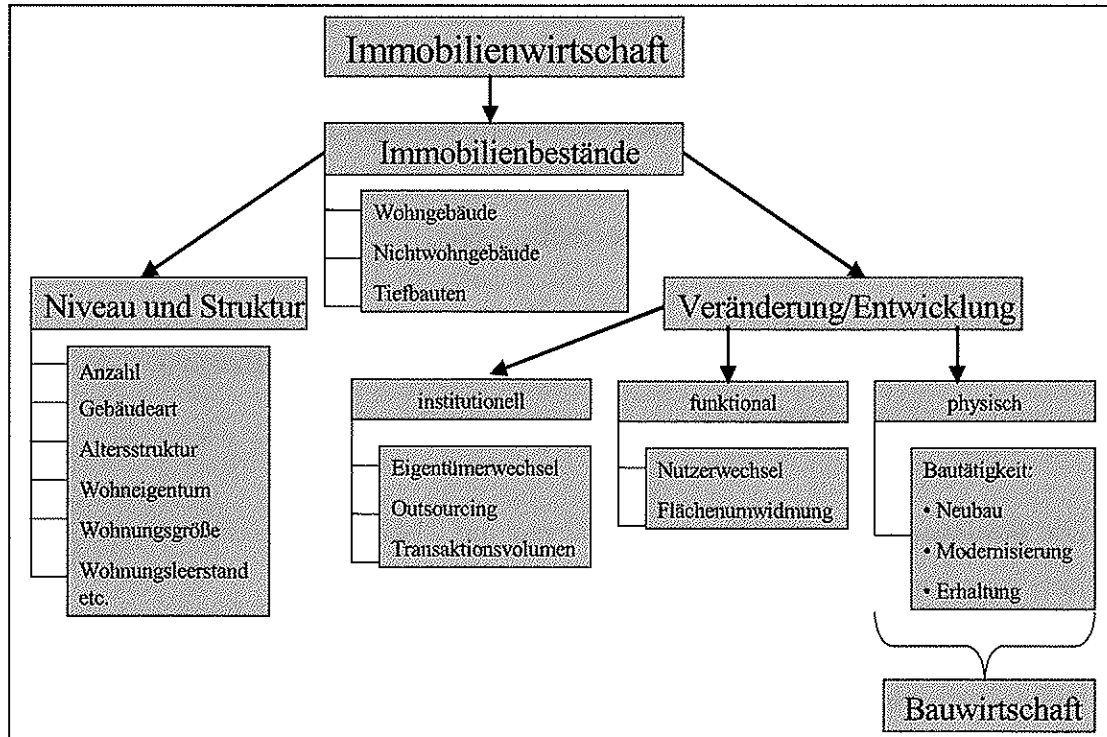 Immobilienwirtschaft
Immobilienbestände
Wohngebäude
Nichtwohngebäude
Tiefbauten
Niveau und Struktur
Anzahl
Gebäudeart
Altersstruktur
Wohneigentum
Wohnungsgröße
Wohnungsleerstand
etc.
Veränderung/Entwicklung
institutionell
Eigentümerwechsel
Outsourcing
Transaktionsvolumen
funktional
Nutzerwechsel
Flächenumwidmung
physisch
Bautätigkeit:
• Neubau
• Modernisierung
• Erhaltung
Bauwirtschaft